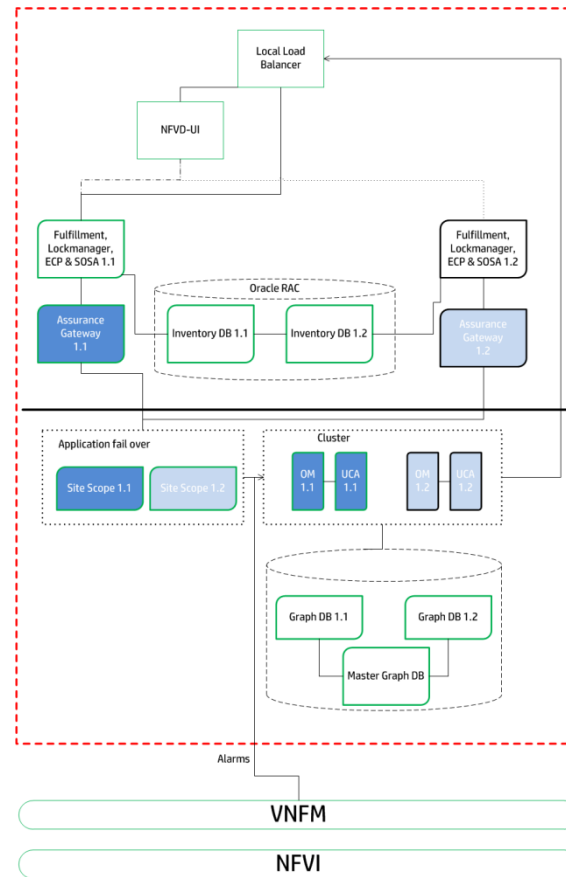 Local Load
Balancer
NFVD-UI
Fulfillment,
Lockmanager,
ECP & SOSA 1.1
Fulfillment,
Lockmanager,
ECP & SOSA 1.2
Oracle RAC
Assurance
Gateway
1.1
Inventory DB 1.1
Inventory DB 1.2
Assurance
Gateway
1.2
Application fail over
Cluster
Site Scope 1.1
Site Scope 1.2
OM
1.1
UCA
1.1
OM
1.2
UCA
1.2
Graph DB 1.1
Graph DB 1.2
Master Graph DB
Alarms
VNFM
NFVI